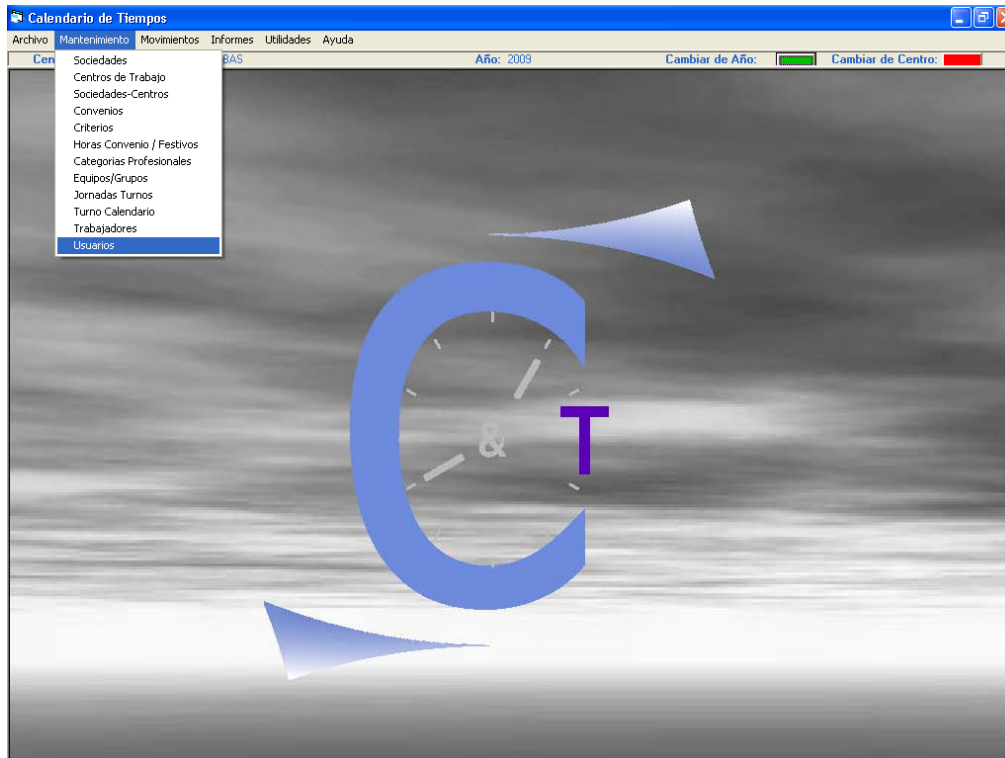 Calendario de Tiempos
Archivo Mantenimiento Movimientos Informes Utilidades Ayuda
Cen BAS Año: 2009 Cambiar de Año: Cambiar de Centro:
Sociedades
Centros de Trabajo
Sociedades-Centros
Convenios
Criterios
Horas Convenio / Festivos
Categorias Profesionales
Equipos/Grupos
Jornadas Turnos
Turno Calendario
Trabajadores
Usuarios
C
&
T